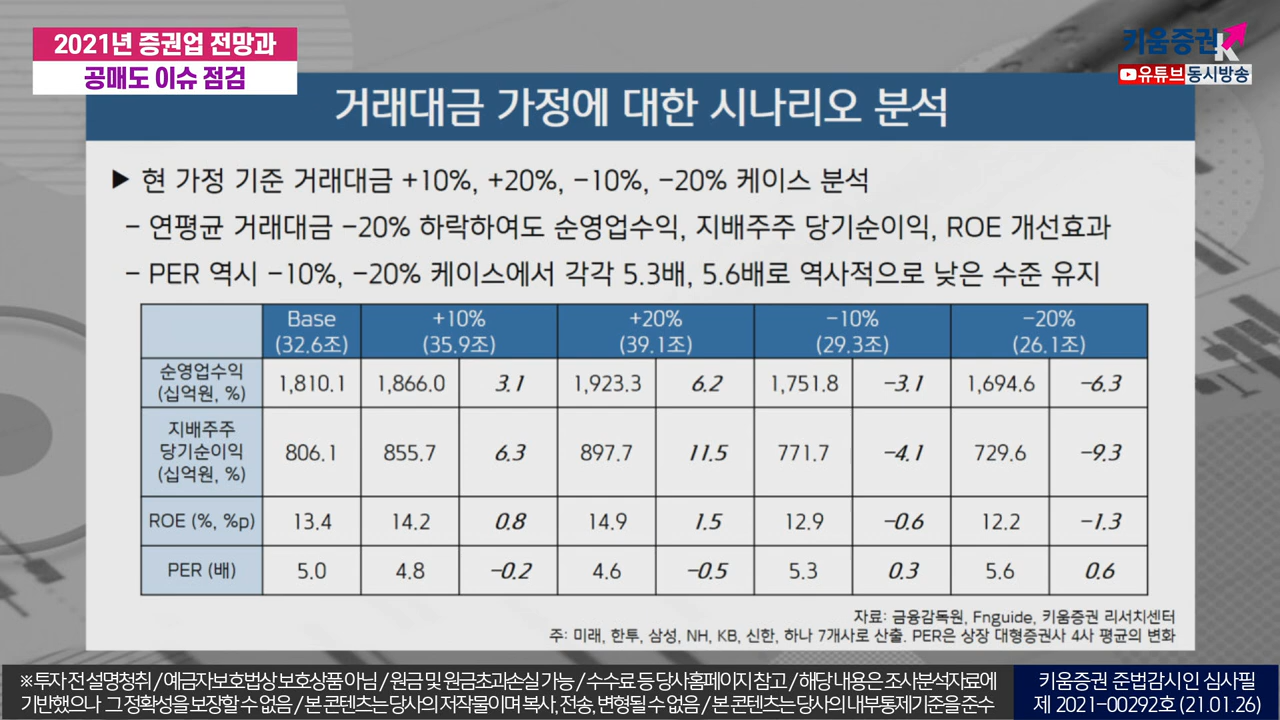 2021년 증권업 전망과
공매도 이슈 점검
키움증권
유튜브동시방송
거래대금 가정에 대한 시나리오 분석
▶ 현 가정 기준 거래대금 +10%, +20%, -10%, -20% 케이스 분석
- 연평균 거래대금 -20% 하락하여도 순영업수익, 지배주주 당기순이익, ROE 개선효과
- PER 역시 -10%, -20% 케이스에서 각각 5.3배, 5.6배로 역사적으로 낮은 수준 유지
Base +10% +20% -10% -20%
(32.6조) (35.9조) (39.1조) (29.3조) (26.1조)
순영업수익
(십억원, %) 1,810.1 1,866.0 3.1 1,923.3 6.2 1,751.8 -3.1 1,694.6 -6.3
지배주주
당기순이익 806.1 855.7 6.3 897.7 11.5 771.7 -4.1 729.6 -9.3
(십억원, %)
ROE (%, %p) 13.4 14.2 0.8 14.9 1.5 12.9 -0.6 12.2 -1.3
PER (배) 5.0 4.8 -0.2 4.6 -0.5 5.3 0.3 5.6 0.6
자료: 금융감독원, Fnguide, 키움증권 리서치센터
주: 미래, 한투, 삼성, NH, KB, 신한, 하나 7개사로 산출. PER은 상장 대형증권사 4사 평균의 변화
※ 투자 전 설명청취 / 예금자보호법상 보호상품 아님 / 원금 및 원금초과손실 가능 / 수수료 등 당사홈페이지 참고 / 해당 내용은 조사분석자료에
기반했으나 그 정확성을 보장할 수 없음 / 본 콘텐츠는 당사의 저작물이며 복사, 전송, 변형될 수 없음 / 본 콘텐츠는 당사의 내부통제기준을 준수
키움증권 준법감시인 심사필
제 2021-00292호 (21.01.26)